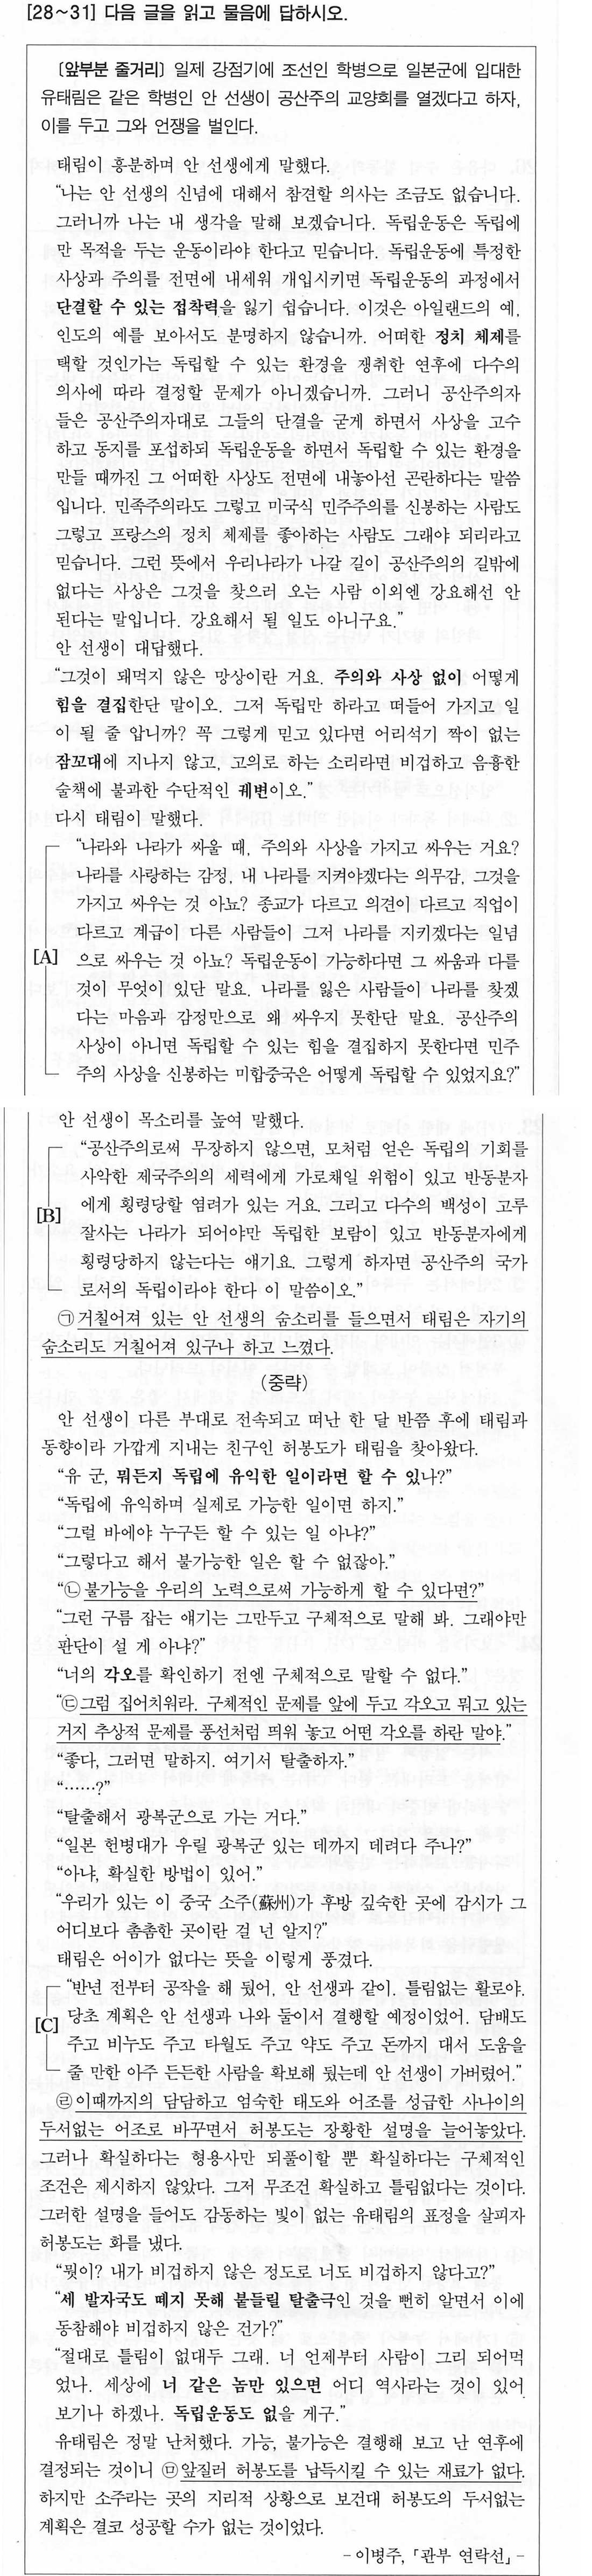 [28~31] 다음 글을 읽고 물음에 답하시오.
〔앞부분 줄거리〕 일제 강점기에 조선인 학병으로 일본군에 입대한
유태림은 같은 학병인 안 선생이 공산주의 교양회를 열겠다고 하자,
이를 두고 그와 언쟁을 벌인다.
태림이 흥분하며 안 선생에게 말했다.
“나는 안 선생의 신념에 대해서 참견할 의사는 조금도 없습니다.
그러니까 나는 내 생각을 말해 보겠습니다. 독립운동은 독립에
만 목적을 두는 운동이라야 한다고 믿습니다. 독립운동에 특정한
사상과 주의를 전면에 내세워 개입시키면 독립운동의 과정에서
단결할 수 있는 접착력을 잃기 쉽습니다. 이것은 아일랜드의 예,
인도의 예를 보아서도 분명하지 않습니까. 어떠한 정치 체제를
택할 것인가는 독립할 수 있는 환경을 쟁취한 연후에 다수의
의사에 따라 결정할 문제가 아니겠습니까. 그러니 공산주의자
들은 공산주의자대로 그들의 단결을 굳게 하면서 사상을 고수
하고 동지를 포섭하되 독립운동을 하면서 독립할 수 있는 환경을
만들 때까진 그 어떠한 사상도 전면에 내놓아선 곤란하다는 말씀
입니다. 민족주의라도 그렇고 미국식 민주주의를 신봉하는 사람도
그렇고 프랑스의 정치 체제를 좋아하는 사람도 그래야 되리라고
믿습니다. 그런 뜻에서 우리나라가 나갈 길이 공산주의의 길밖에
없다는 사상은 그것을 찾으러 오는 사람 이외엔 강요해선 안
된다는 말입니다. 강요해서 될 일도 아니구요.”
안 선생이 대답했다.
“그것이 돼먹지 않은 망상이란 거요. 주의와 사상 없이 어떻게
힘을 결집한단 말이오. 그저 독립만 하라고 떠들어 가지고 일
이 될 줄 압니까? 꼭 그렇게 믿고 있다면 어리석기 짝이 없는
잠꼬대에 지나지 않고, 고의로 하는 소리라면 비겁하고 음흉한
술책에 불과한 수단적인 궤변이오.”
다시 태림이 말했다.
“나라와 나라가 싸울 때, 주의와 사상을 가지고 싸우는 거요?
나라를 사랑하는 감정, 내 나라를 지켜야겠다는 의무감, 그것을
가지고 싸우는 것 아뇨? 종교가 다르고 의견이 다르고 직업이
다르고 계급이 다른 사람들이 그저 나라를 지키겠다는 일념
[A] 으로 싸우는 것 아뇨? 독립운동이 가능하다면 그 싸움과 다를
것이 무엇이 있단 말요. 나라를 잃은 사람들이 나라를 찾겠
다는 마음과 감정만으로 왜 싸우지 못한단 말요. 공산주의
사상이 아니면 독립할 수 있는 힘을 결집하지 못한다면 민주
주의 사상을 신봉하는 미합중국은 어떻게 독립할 수 있었지요?”
안 선생이 목소리를 높여 말했다.
“공산주의로써 무장하지 않으면, 모처럼 얻은 독립의 기회를
사악한 제국주의의 세력에게 가로채일 위험이 있고 반동분자
에게 횡령당할 염려가 있는 거요. 그리고 다수의 백성이 고루
[B] 잘사는 나라가 되어야만 독립한 보람이 있고 반동분자에게
횡령당하지 않는다는 얘기요. 그렇게 하자면 공산주의 국가
로서의 독립이라야 한다 이 말씀이오.”
㉠거칠어져 있는 안 선생의 숨소리를 들으면서 태림은 자기의
숨소리도 거칠어져 있구나 하고 느꼈다.
(중략)
안 선생이 다른 부대로 전속되고 떠난 한 달 반쯤 후에 태림과
동향이라 가깝게 지내는 친구인 허봉도가 태림을 찾아왔다.
“유 군, 뭐든지 독립에 유익한 일이라면 할 수 있나?”
“독립에 유익하며 실제로 가능한 일이면 하지.”
“그럴 바에야 누구든 할 수 있는 일 아냐?”
“그렇다고 해서 불가능한 일은 할 수 없잖아.”
“㉡불가능을 우리의 노력으로써 가능하게 할 수 있다면?”
“그런 구름 잡는 얘기는 그만두고 구체적으로 말해 봐. 그래야만
판단이 설 게 아냐?”
“너의 각오를 확인하기 전엔 구체적으로 말할 수 없다.”
“㉢그럼 집어치워라. 구체적인 문제를 앞에 두고 각오고 뭐고 있는
거지 추상적 문제를 풍선처럼 띄워 놓고 어떤 각오를 하란 말야.”
“좋다, 그러면 말하지. 여기서 탈출하자.”
“……?”
“탈출해서 광복군으로 가는 거다.”
“일본 헌병대가 우릴 광복군 있는 데까지 데려다 주나?”
“아냐, 확실한 방법이 있어.”
“우리가 있는 이 중국 소주(蘇州)가 후방 깊숙한 곳에 감시가 그
어디보다 촘촘한 곳이란 걸 넌 알지?”
태림은 어이가 없다는 뜻을 이렇게 풍겼다.
“반년 전부터 공작을 해 뒀어, 안 선생과 같이. 틀림없는 활로야.
당초 계획은 안 선생과 나와 둘이서 결행할 예정이었어. 담배도
[C] 주고 비누도 주고 타월도 주고 약도 주고 돈까지 대서 도움을
줄 만한 아주 든든한 사람을 확보해 뒀는데 안 선생이 가버렸어.”
㉣이때까지의 담담하고 엄숙한 태도와 어조를 성급한 사나이의
두서없는 어조로 바꾸면서 허봉도는 장황한 설명을 늘어놓았다.
그러나 확실하다는 형용사만 되풀이할 뿐 확실하다는 구체적인
조건은 제시하지 않았다. 그저 무조건 확실하고 틀림없다는 것이다.
그러한 설명을 들어도 감동하는 빛이 없는 유태림의 표정을 살피자
허봉도는 화를 냈다.
“뭣이? 내가 비겁하지 않은 정도로 너도 비겁하지 않다고?”
“세 발자국도 떼지 못해 붙들릴 탈출극인 것을 뻔히 알면서 이에
동참해야 비겁하지 않은 건가?”
“절대로 틀림이 없대두 그래. 너 언제부터 사람이 그리 되어먹
었나. 세상에 너 같은 놈만 있으면 어디 역사라는 것이 있어
보기나 하겠나. 독립운동도 없을 게구.”
유태림은 정말 난처했다. 가능, 불가능은 결행해 보고 난 연후에
결정되는 것이니 ㉤앞질러 허봉도를 납득시킬 수 있는 재료가 없다.
하지만 소주라는 곳의 지리적 상황으로 보건대 허봉도의 두서없는
계획은 결코 성공할 수가 없는 것이었다.
- 이병주, 「관부 연락선」 -